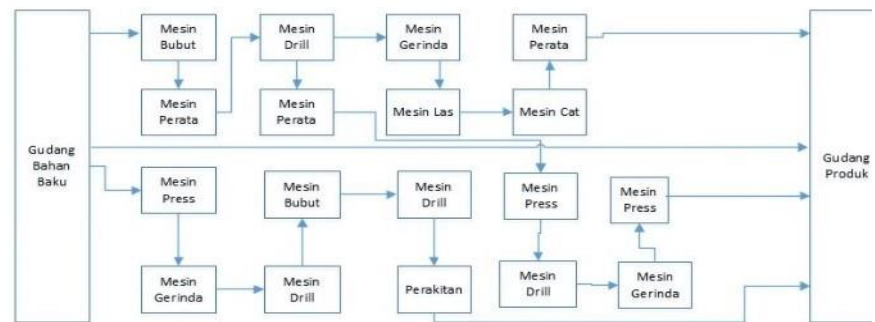 Mesin
Bubut
Mesin
Drill
Mesin
Gerinda
Mesin
Perata
Mesin
Perata
Mesin
Perata
Mesin Las
Mesin Cat
Gudang
Bahan
Baku
Gudang
Produk
Mesin
Press
Mesin
Bubut
Mesin
Drill
Mesin
Press
Mesin
Press
Mesin
Gerinda
Mesin
Drill
Perakitan
Mesin
Drill
Mesin
Gerinda